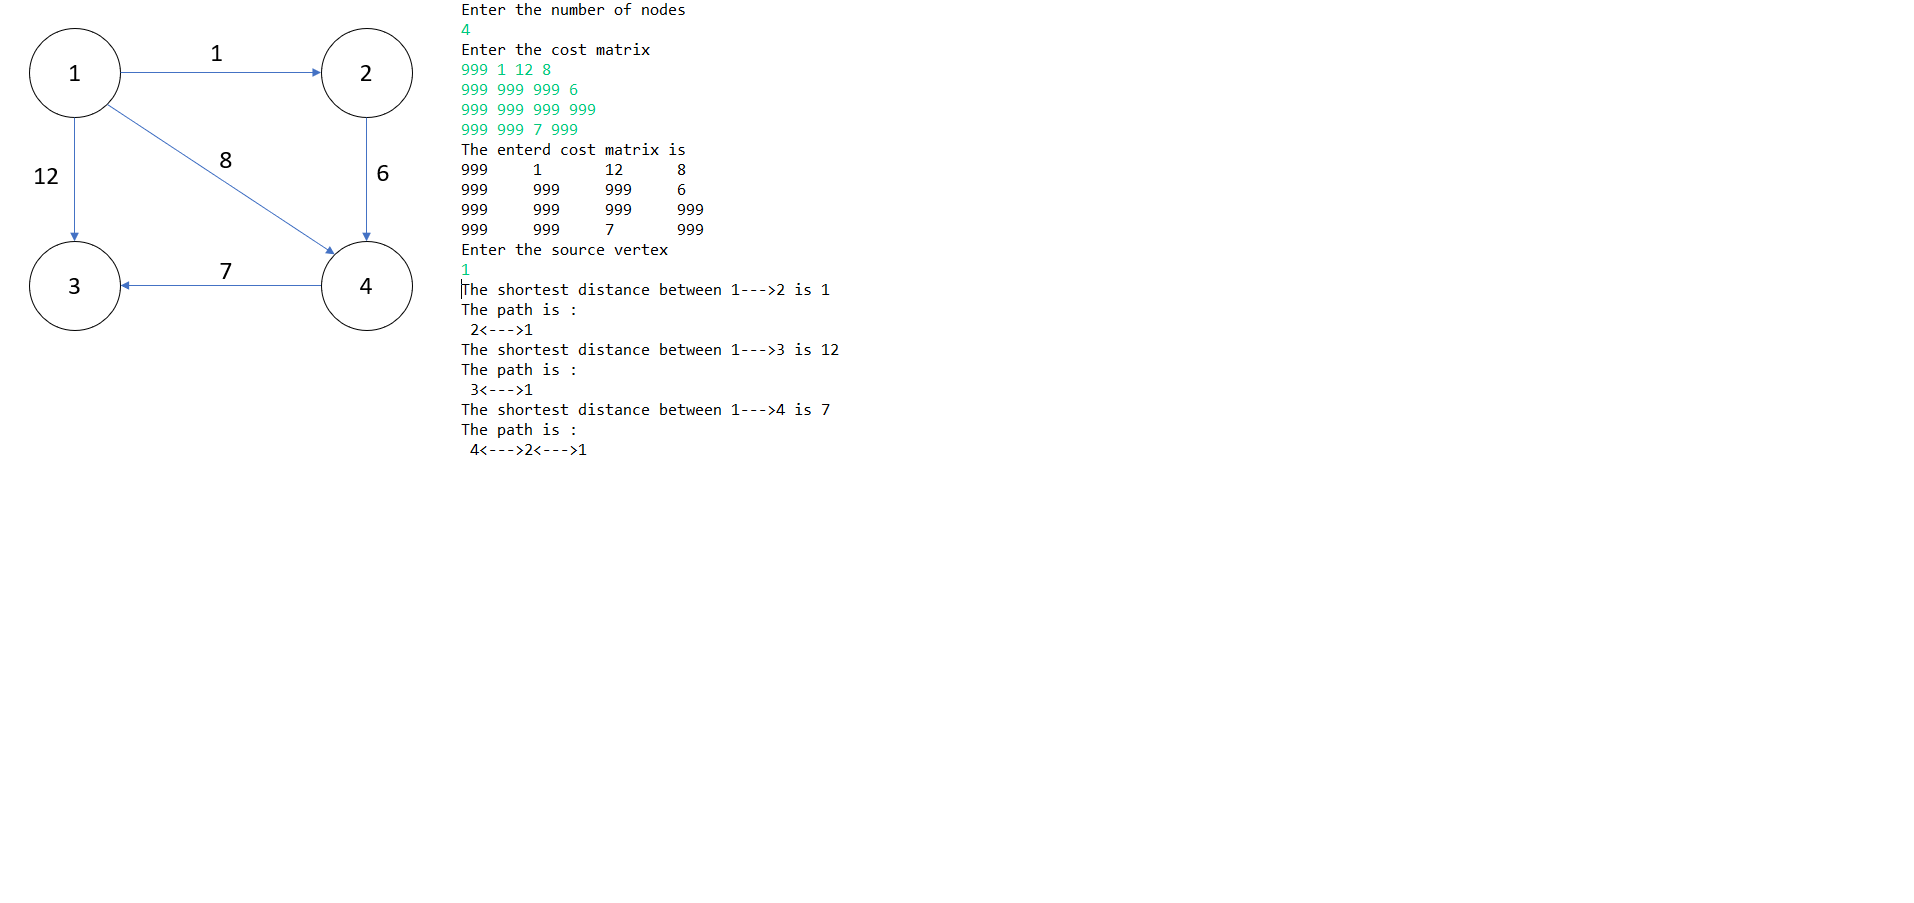 1
1
2
12
8
6
3
7
4
Enter the number of nodes
4
Enter the cost matrix
999 1 12 8
999 999 999 6
999 999 999 999
999 999 7 999
The enterd cost matrix is
999 1 12 8
999 999 999 6
999 999 999 999
999 999 7 999
Enter the source vertex
1
The shortest distance between 1--->2 is 1
The path is :
2<--->1
The shortest distance between 1--->3 is 12
The path is :
3<--->1
The shortest distance between 1--->4 is 7
The path is :
4<--->2<--->1